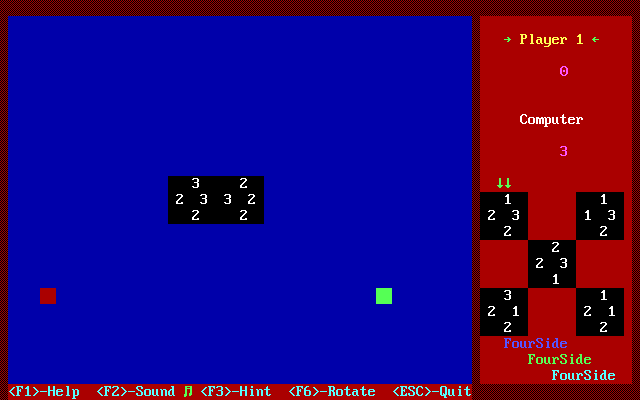 → Player 1 ←
0
Computer
3
↓↓
3 2
2 3 3 2
2 2
1 1
2 3 1 3
2 2
2
2 3
1
3 1
2 1 2 1
2 2
FourSide
FourSide
FourSide
<F1>-Help <F2>-Sound ♫ <F3>-Hint <F6>-Rotate <ESC>-Quit